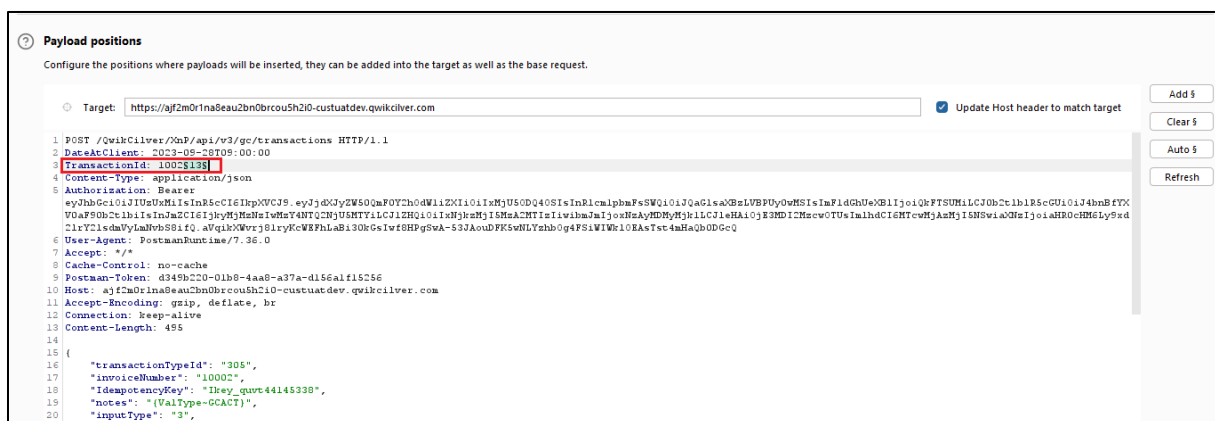 Payload positions
Configure the positions where payloads will be inserted, they can be added into the target as well as the base request.
Target: https://ajf2m0r1na8eau2bn0brcou5h2i0-custuatdev.qwikcilver.com
Update Host header to match target
Add §
Clear §
Auto §
Refresh
1 POST /QwikCilver/XnP/api/v3/gc/transactions HTTP/1.1
2 DateAtClient: 2023-09-28T09:00:00
3 TransactionId: 1002§13§
4 Content-Type: application/json
5 Authorization: Bearer
6 User-Agent: PostmanRuntime/7.36.0
7 Accept: */*
8 Cache-Control: no-cache
9 Postman-Token: d349b220-01b8-4aa8-a37a-d156a1f15256
10 Host: ajf2m0r1na8eau2bn0brcou5h2i0-custuatdev.qwikcilver.com
11 Accept-Encoding: gzip, deflate, br
12 Connection: keep-alive
13 Content-Length: 495
14
15 {
16 "transactionTypeId": "305",
17 "invoiceNumber": "10002",
18 "IdempotencyKey": "Ikey_quvt44145338",
19 "notes": "{ValType~GCACT}",
20 "inputType": "3",